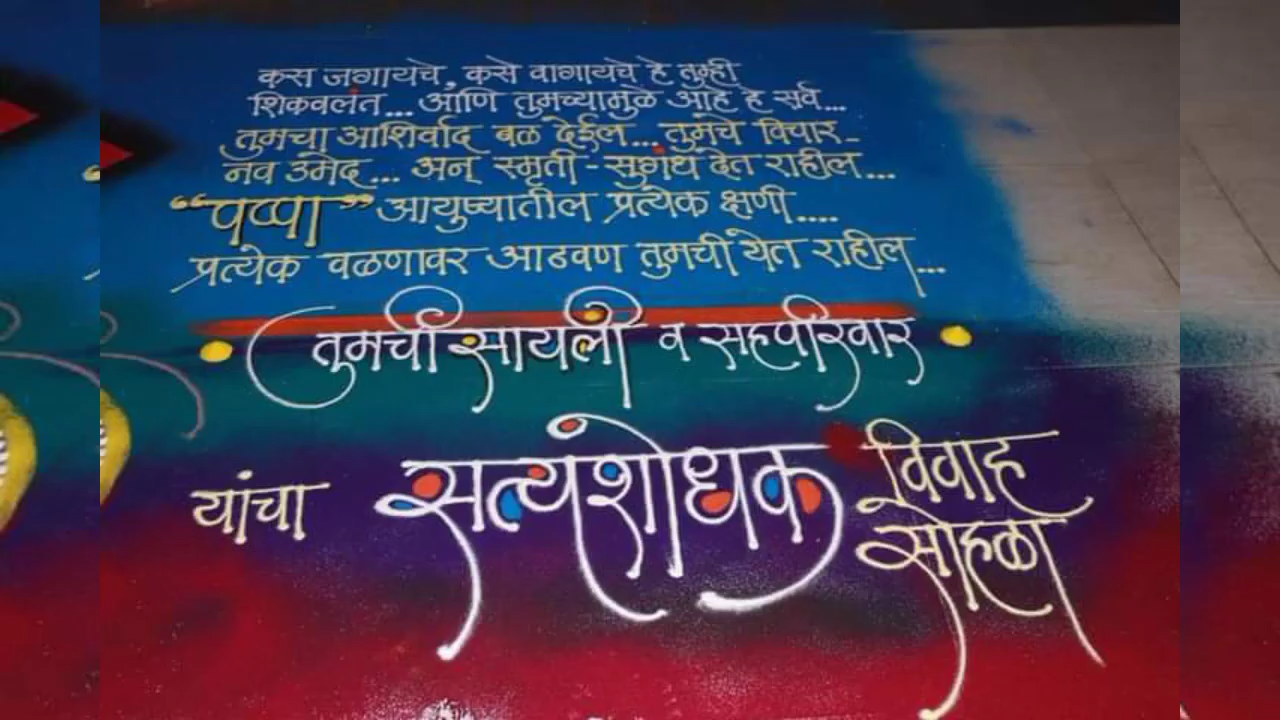 कस जगायचे, कसे वागायचे हे तुम्ही
शिकवलंत... आणि तुमच्यामुळे आहे हे सर्व...
तुमचा आशिर्वाद बळ देईल... तुमचे विचार-
नव उमेद... अन् स्मृती-सुगंध देत राहील...
“पप्पा” आयुष्यातील प्रत्येक क्षणी....
प्रत्येक वळणावर आठवण तुमची येत राहील...
तुमची सायली व सहपरिवार
यांचा सत्यशोधक विवाह
सोहळा